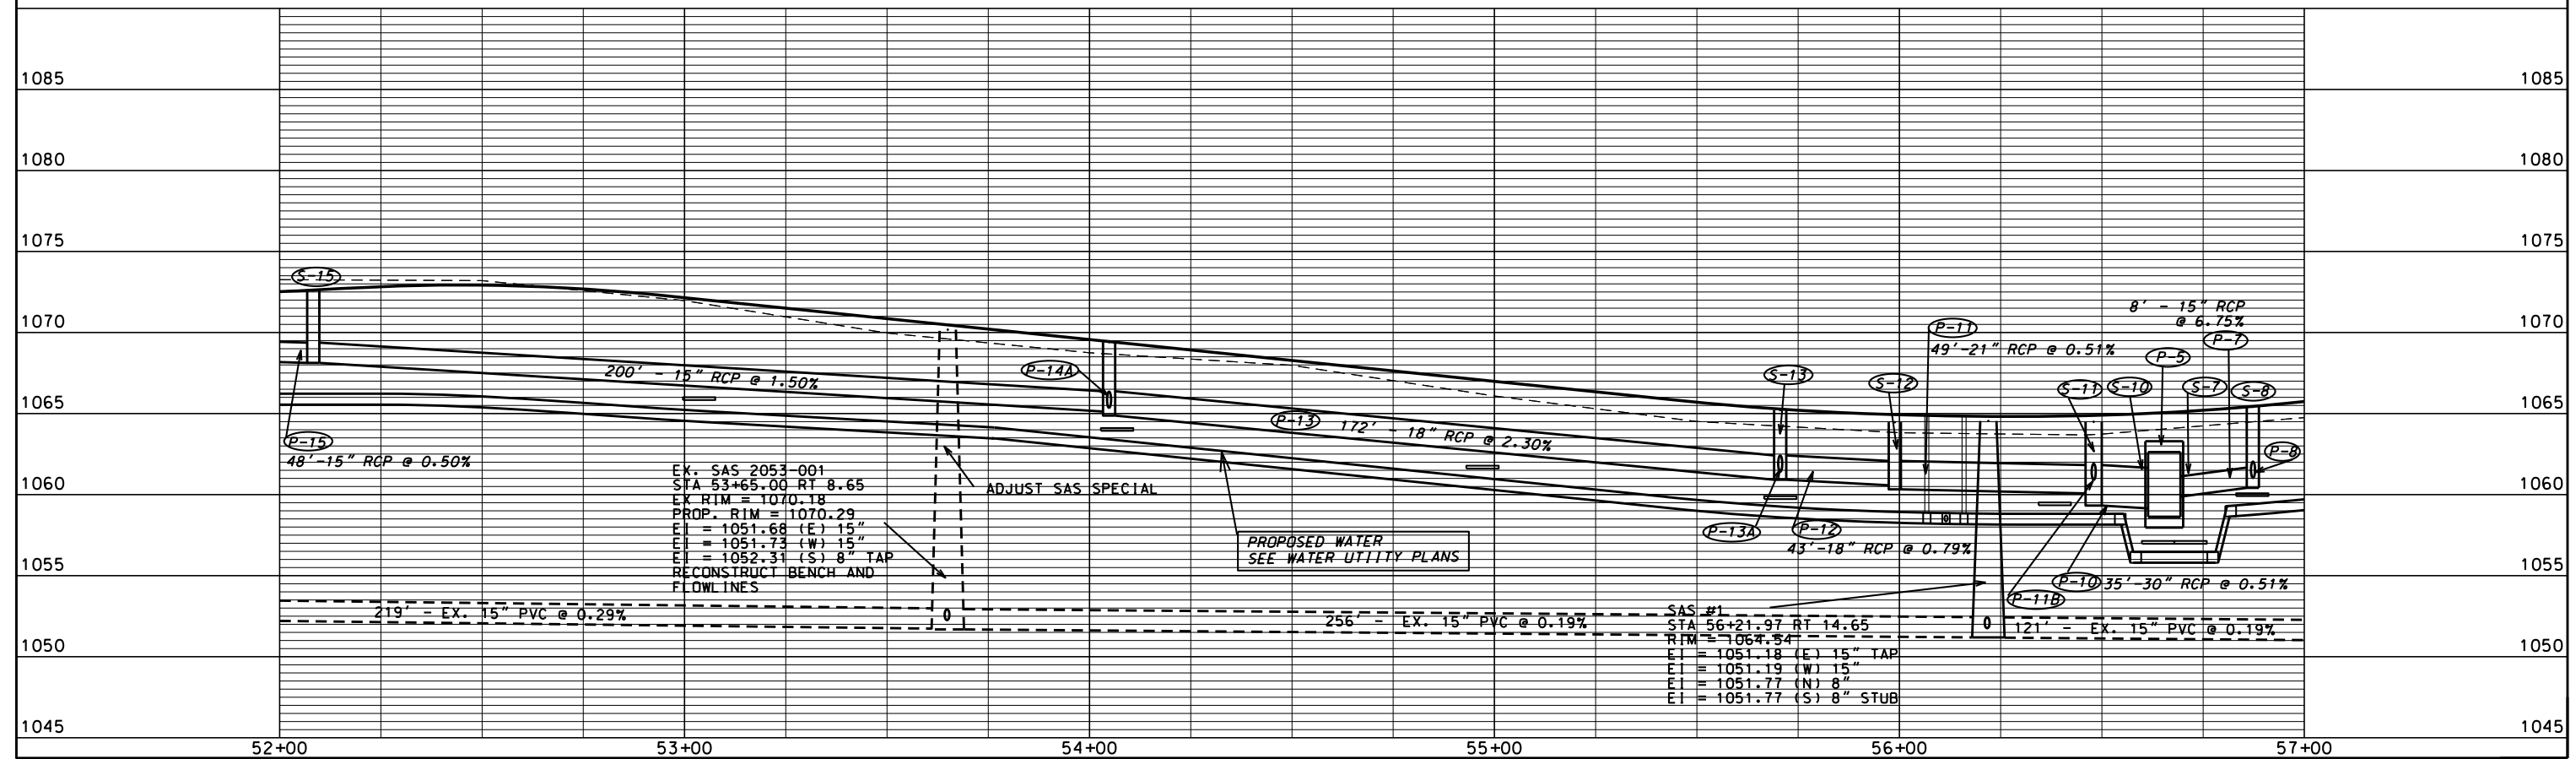 1085
1085
1080
1080
1075
1075
1070
1070
1065
1065
1060
1060
1055
1055
1050
1050
1045
1045
S-15
P-15
48'-15" RCP @ 0.50%
200' - 15" RCP @ 1.50%
P-14A
EX. SAS 2053-001
STA 53+65.00 RT 8.65
EX RIM = 1070.18
PROP. RIM = 1070.29
EI = 1051.68 (E) 15"
EI = 1051.73 (W) 15"
EI = 1052.31 (S) 8" TAP
RECONSTRUCT BENCH AND
FLOWLINES
ADJUST SAS SPECIAL
219' - EX. 15" PVC @ 0.29%
P-13
172' - 18" RCP @ 2.30%
PROPOSED WATER
SEE WATER UTIITY PLANS
256' - EX. 15" PVC @ 0.19%
S-13
S-12
P-11
49'-21" RCP @ 0.51%
8' - 15" RCP
@ 6.75%
P-7
P-5
S-11
S-10
S-7
S-8
P-8
P-13A
P-12
43'-18" RCP @ 0.79%
P-10
35'-30" RCP @ 0.51%
P-11B
SAS #1
STA 56+21.97 RT 14.65
RIM = 1064.54
EI = 1051.18 (E) 15" TAP
EI = 1051.19 (W) 15"
EI = 1051.77 (N) 8"
EI = 1051.77 (S) 8" STUB
121' - EX. 15" PVC @ 0.19%
52+00
53+00
54+00
55+00
56+00
57+00